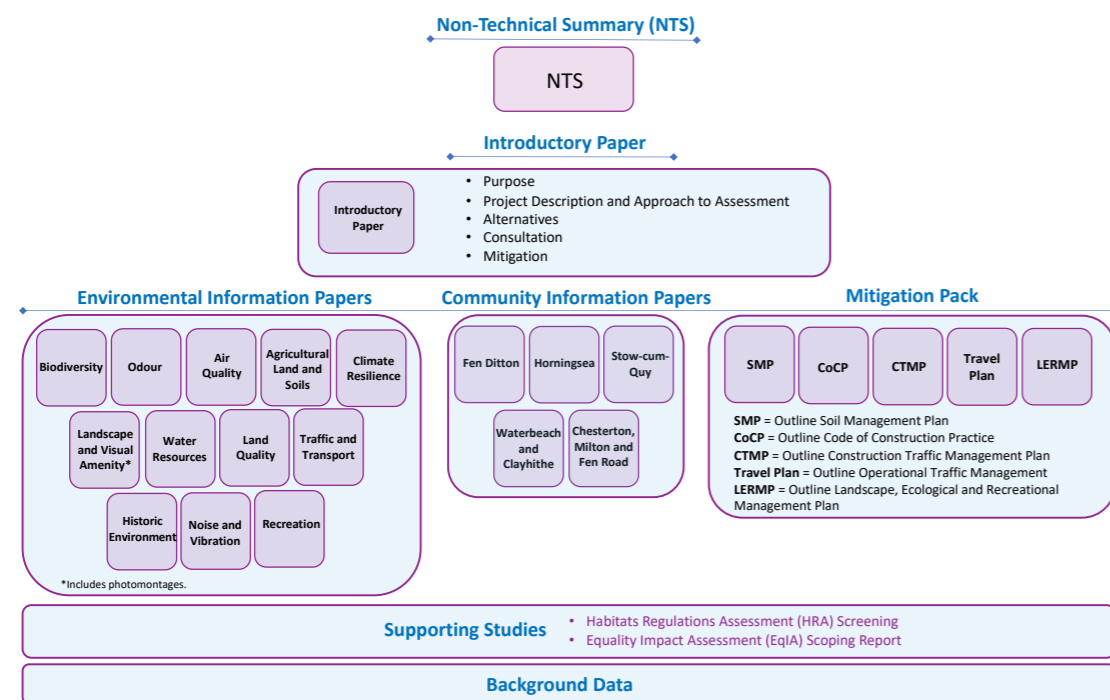 Non-Technical Summary (NTS)
NTS
Introductory Paper
Introductory
Paper
• Purpose
• Project Description and Approach to Assessment
• Alternatives
• Consultation
• Mitigation
Environmental Information Papers
Biodiversity
Odour
Air
Quality
Agricultural
Land and
Soils
Climate
Resilience
Landscape
and Visual
Amenity*
Water
Resources
Land
Quality
Traffic and
Transport
Historic
Environment
Noise and
Vibration
Recreation
*Includes photomontages.
Community Information Papers
Fen Ditton
Horningsea
Stow-cum-
Quy
Waterbeach
and
Clayhithe
Chesterton,
Milton and
Fen Road
Mitigation Pack
SMP
CoCP
CTMP
Travel
Plan
LERMP
SMP = Outline Soil Management Plan
CoCP = Outline Code of Construction Practice
CTMP = Outline Construction Traffic Management Plan
Travel Plan = Outline Operational Traffic Management
LERMP = Outline Landscape, Ecological and Recreational
Management Plan
Supporting Studies
• Habitats Regulations Assessment (HRA) Screening
• Equality Impact Assessment (EqIA) Scoping Report
Background Data